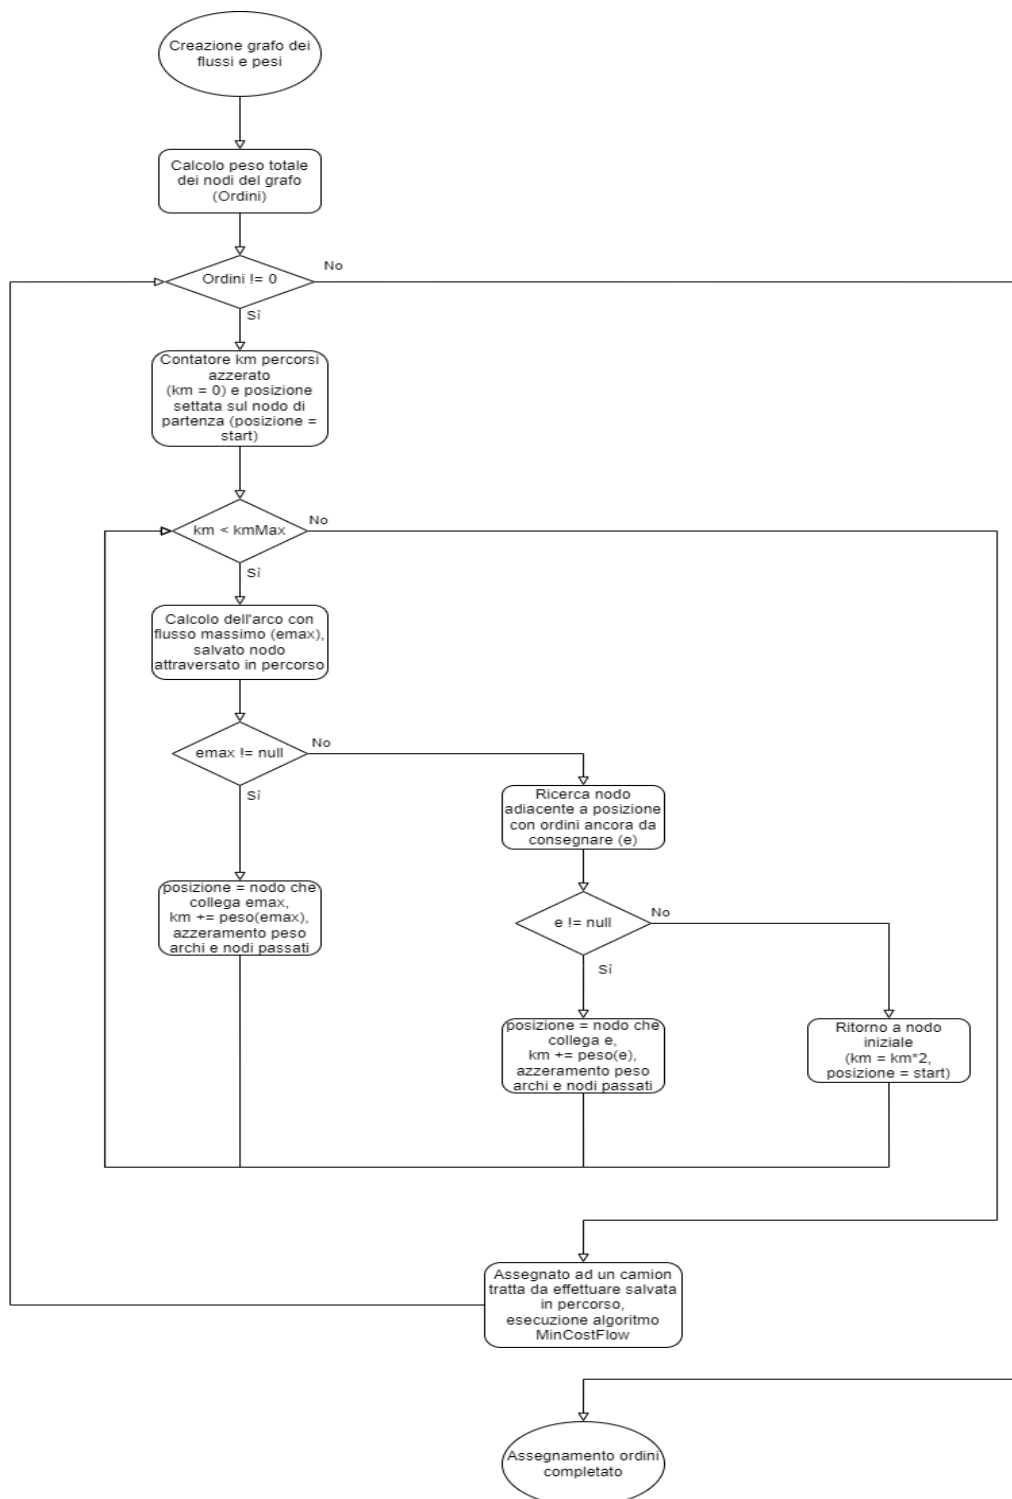 Creazione grafo dei
flussi e pesi
Calcolo peso totale
dei nodi del grafo
(Ordini)
Ordini != 0
No
Sì
Contatore km percorsi
azzerato
(km = 0) e posizione
settata sul nodo di
partenza (posizione =
start)
km < kmMax
No
Sì
Calcolo dell'arco con
flusso massimo (emax),
salvato nodo
attraversato in percorso
emax != null
No
Sì
Ricerca nodo
adiacente a posizione
con ordini ancora da
consegnare (e)
posizione = nodo che
collega emax,
km += peso(emax),
azzeramento peso
archi e nodi passati
e != null
No
Sì
posizione = nodo che
collega e,
km += peso(e),
azzeramento peso
archi e nodi passati
Ritorno a nodo
iniziale
(km = km*2,
posizione = start)
Assegnato ad un camion
tratta da effettuare salvata
in percorso,
esecuzione algoritmo
MinCostFlow
Assegnamento ordini
completato